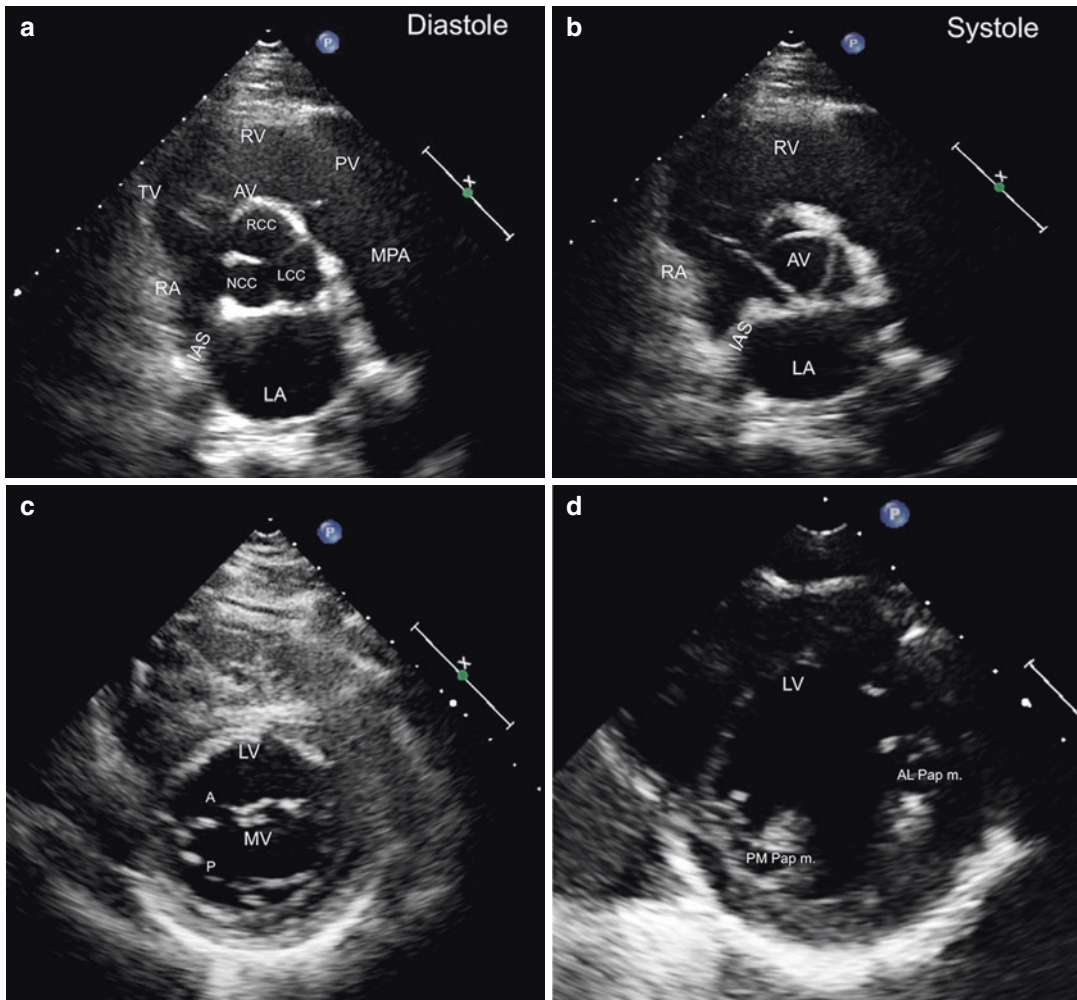 a
P
Diastole
RV
PV
TV
AV
RCC
MPA
NCC
LCC
RA
IAS
LA
X
b
P
Systole
RV
RA
AV
IAS
LA
X
c
P
LV
A
MV
P
X
d
P
LV
AL Pap m.
PM Pap m.